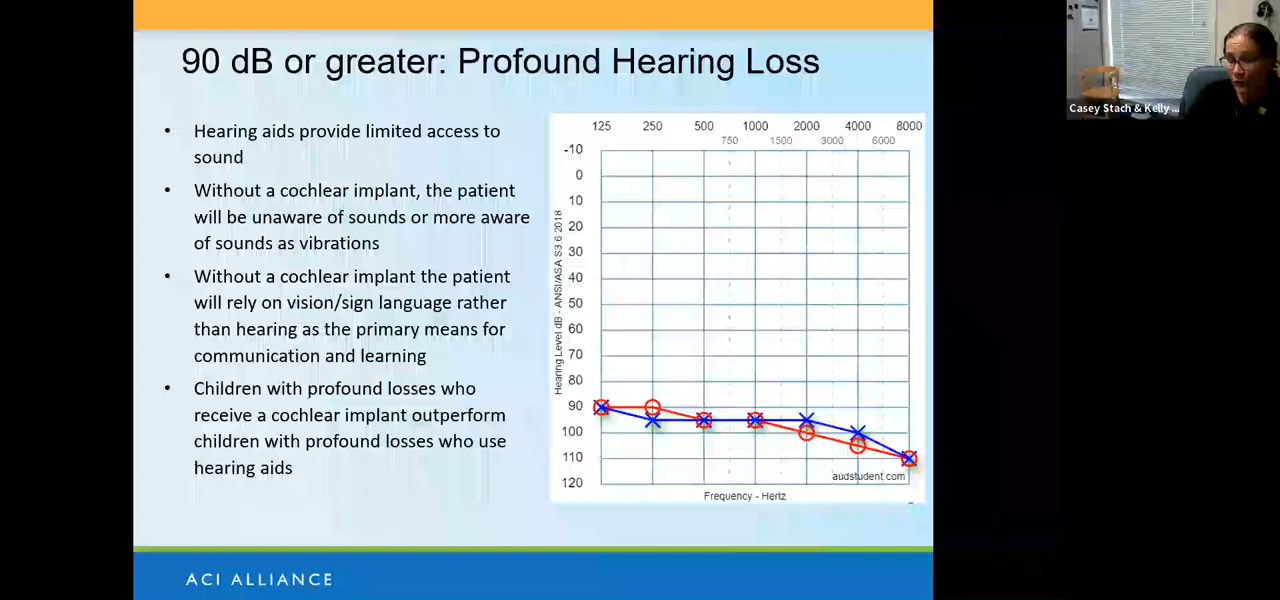 90 dB or greater: Profound Hearing Loss
• Hearing aids provide limited access to
sound
• Without a cochlear implant, the patient
will be unaware of sounds or more aware
of sounds as vibrations
• Without a cochlear implant the patient
will rely on vision/sign language rather
than hearing as the primary means for
communication and learning
• Children with profound losses who
receive a cochlear implant outperform
children with profound losses who use
hearing aids
125 250 500 1000 2000 4000 8000
750 1500 3000 6000
-10
0
10
20
30
40
50
60
70
80
90
100
110
120
Hearing Level dB - ANSI/ASA S3.6 2018
audstudent.com
Frequency - Hertz
ACI ALLIANCE
Casey Stach & Kelly ...